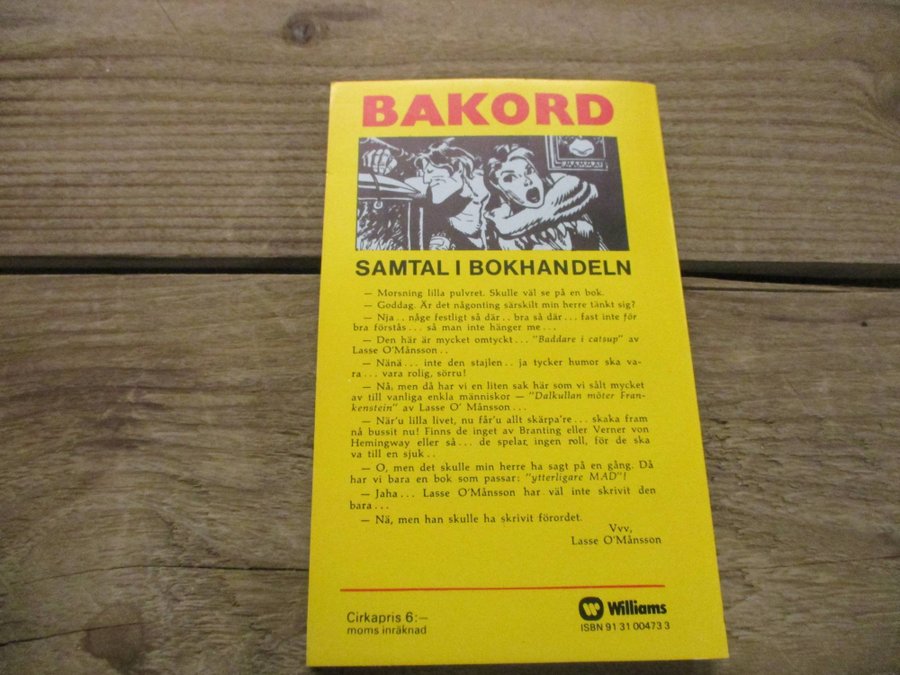 BAKORD
SAMTAL I BOKHANDELN
— Morsning lilla pulvret. Skulle väl se på en bok.
— Goddag. Är det någonting särskilt min herre tänkt sig?
— Nja.. någe festligt så där.. bra så där... fast inte för
bra förstås... så man inte hänger me...
— Den här är mycket omtyckt... "Baddare i catsup" av
Lasse O'Månsson..
— Nänä... inte den stajlen.. ja tycker humor ska va-
ra... vara rolig, sörru!
— Nå, men då har vi en liten sak här som vi sålt mycket
av till vanliga enkla människor — "Dalkullan möter Fran-
kenstein" av Lasse O' Månsson...
— När'u lilla livet, nu får'u allt skärpa're... skaka fram
nå bussit nu! Finns de inget av Branting eller Verner von
Hemingway eller så... de spelar ingen roll, för de ska
va till en sjuk..
— O, men det skulle min herre ha sagt på en gång. Då
har vi bara en bok som passar: "ytterligare MAD"!
— Jaha... Lasse O'Månsson har väl inte skrivit den
bara...
— Nä, men han skulle ha skrivit förordet.
Vvv,
Lasse O'Månsson
Cirkapris 6:—
moms inräknad
Williams
ISBN 91 31 00473 3